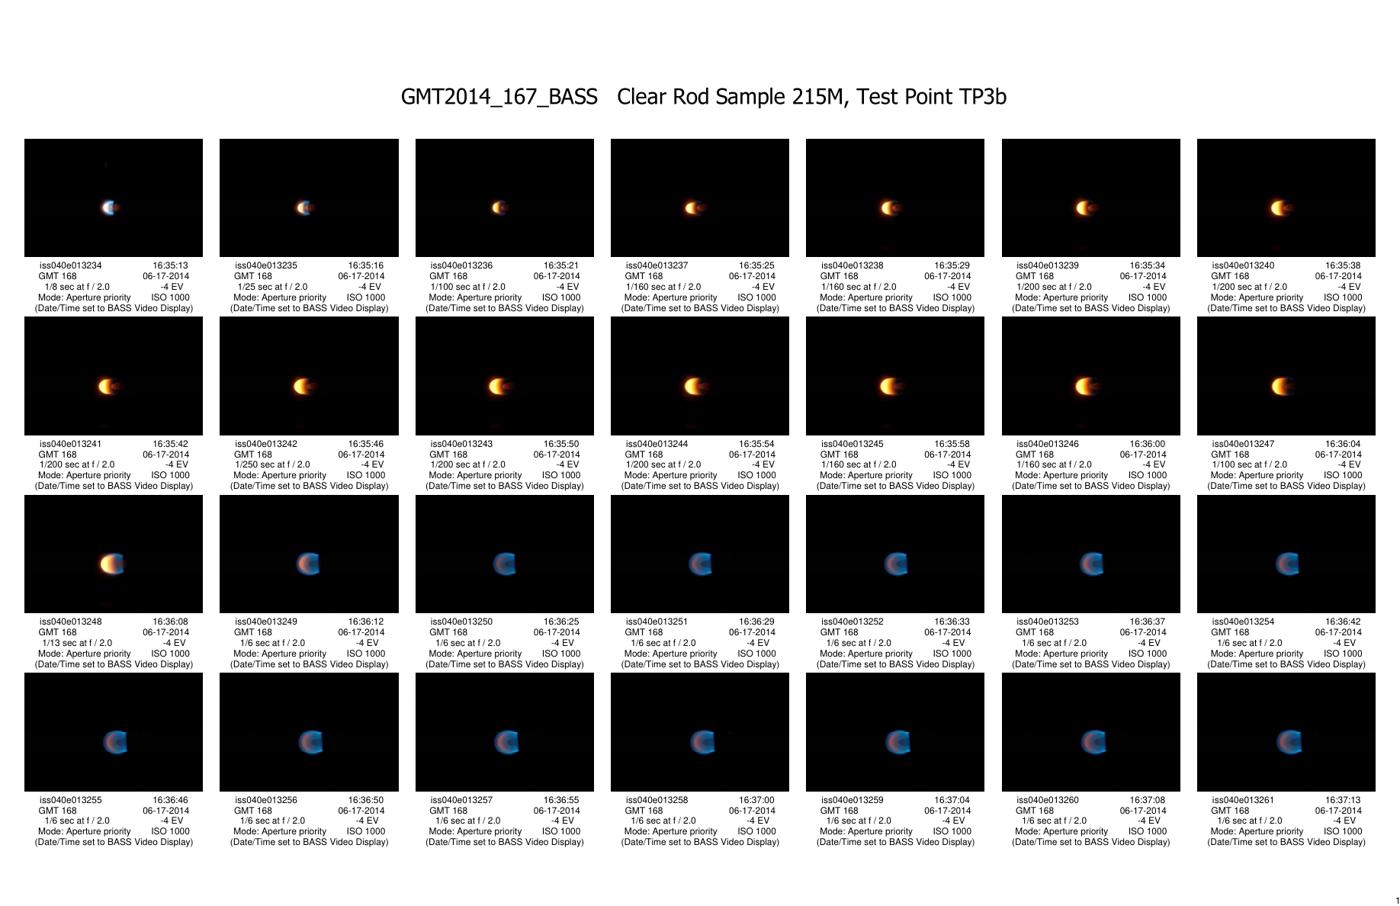 GMT2014_167_BASS Clear Rod Sample 215M, Test Point TP3b
iss040e013234 16:35:13
GMT 168 06-17-2014
1/8 sec at f / 2.0 -4 EV
Mode: Aperture priority ISO 1000
(Date/Time set to BASS Video Display)
iss040e013235 16:35:16
GMT 168 06-17-2014
1/25 sec at f / 2.0 -4 EV
Mode: Aperture priority ISO 1000
(Date/Time set to BASS Video Display)
iss040e013236 16:35:21
GMT 168 06-17-2014
1/100 sec at f / 2.0 -4 EV
Mode: Aperture priority ISO 1000
(Date/Time set to BASS Video Display)
iss040e013237 16:35:25
GMT 168 06-17-2014
1/160 sec at f / 2.0 -4 EV
Mode: Aperture priority ISO 1000
(Date/Time set to BASS Video Display)
iss040e013238 16:35:29
GMT 168 06-17-2014
1/160 sec at f / 2.0 -4 EV
Mode: Aperture priority ISO 1000
(Date/Time set to BASS Video Display)
iss040e013239 16:35:34
GMT 168 06-17-2014
1/200 sec at f / 2.0 -4 EV
Mode: Aperture priority ISO 1000
(Date/Time set to BASS Video Display)
iss040e013240 16:35:38
GMT 168 06-17-2014
1/200 sec at f / 2.0 -4 EV
Mode: Aperture priority ISO 1000
(Date/Time set to BASS Video Display)
iss040e013241 16:35:42
GMT 168 06-17-2014
1/200 sec at f / 2.0 -4 EV
Mode: Aperture priority ISO 1000
(Date/Time set to BASS Video Display)
iss040e013242 16:35:46
GMT 168 06-17-2014
1/250 sec at f / 2.0 -4 EV
Mode: Aperture priority ISO 1000
(Date/Time set to BASS Video Display)
iss040e013243 16:35:50
GMT 168 06-17-2014
1/200 sec at f / 2.0 -4 EV
Mode: Aperture priority ISO 1000
(Date/Time set to BASS Video Display)
iss040e013244 16:35:54
GMT 168 06-17-2014
1/200 sec at f / 2.0 -4 EV
Mode: Aperture priority ISO 1000
(Date/Time set to BASS Video Display)
iss040e013245 16:35:58
GMT 168 06-17-2014
1/160 sec at f / 2.0 -4 EV
Mode: Aperture priority ISO 1000
(Date/Time set to BASS Video Display)
iss040e013246 16:36:00
GMT 168 06-17-2014
1/160 sec at f / 2.0 -4 EV
Mode: Aperture priority ISO 1000
(Date/Time set to BASS Video Display)
iss040e013247 16:36:04
GMT 168 06-17-2014
1/100 sec at f / 2.0 -4 EV
Mode: Aperture priority ISO 1000
(Date/Time set to BASS Video Display)
iss040e013248 16:36:08
GMT 168 06-17-2014
1/13 sec at f / 2.0 -4 EV
Mode: Aperture priority ISO 1000
(Date/Time set to BASS Video Display)
iss040e013249 16:36:12
GMT 168 06-17-2014
1/6 sec at f / 2.0 -4 EV
Mode: Aperture priority ISO 1000
(Date/Time set to BASS Video Display)
iss040e013250 16:36:25
GMT 168 06-17-2014
1/6 sec at f / 2.0 -4 EV
Mode: Aperture priority ISO 1000
(Date/Time set to BASS Video Display)
iss040e013251 16:36:29
GMT 168 06-17-2014
1/6 sec at f / 2.0 -4 EV
Mode: Aperture priority ISO 1000
(Date/Time set to BASS Video Display)
iss040e013252 16:36:33
GMT 168 06-17-2014
1/6 sec at f / 2.0 -4 EV
Mode: Aperture priority ISO 1000
(Date/Time set to BASS Video Display)
iss040e013253 16:36:37
GMT 168 06-17-2014
1/6 sec at f / 2.0 -4 EV
Mode: Aperture priority ISO 1000
(Date/Time set to BASS Video Display)
iss040e013254 16:36:42
GMT 168 06-17-2014
1/6 sec at f / 2.0 -4 EV
Mode: Aperture priority ISO 1000
(Date/Time set to BASS Video Display)
iss040e013255 16:36:46
GMT 168 06-17-2014
1/6 sec at f / 2.0 -4 EV
Mode: Aperture priority ISO 1000
(Date/Time set to BASS Video Display)
iss040e013256 16:36:50
GMT 168 06-17-2014
1/6 sec at f / 2.0 -4 EV
Mode: Aperture priority ISO 1000
(Date/Time set to BASS Video Display)
iss040e013257 16:36:55
GMT 168 06-17-2014
1/6 sec at f / 2.0 -4 EV
Mode: Aperture priority ISO 1000
(Date/Time set to BASS Video Display)
iss040e013258 16:37:00
GMT 168 06-17-2014
1/6 sec at f / 2.0 -4 EV
Mode: Aperture priority ISO 1000
(Date/Time set to BASS Video Display)
iss040e013259 16:37:04
GMT 168 06-17-2014
1/6 sec at f / 2.0 -4 EV
Mode: Aperture priority ISO 1000
(Date/Time set to BASS Video Display)
iss040e013260 16:37:08
GMT 168 06-17-2014
1/6 sec at f / 2.0 -4 EV
Mode: Aperture priority ISO 1000
(Date/Time set to BASS Video Display)
iss040e013261 16:37:13
GMT 168 06-17-2014
1/6 sec at f / 2.0 -4 EV
Mode: Aperture priority ISO 1000
(Date/Time set to BASS Video Display)